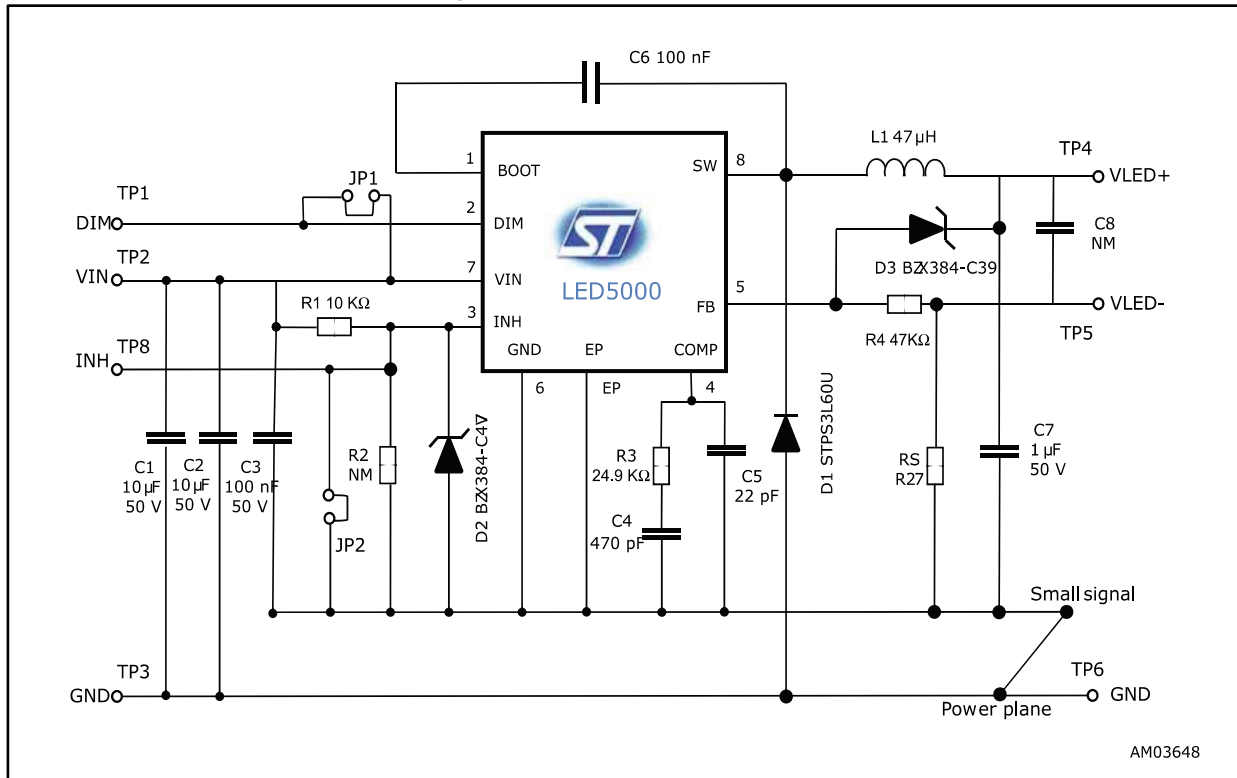 C6 100 nF
L1 47 µH
TP4
VLED+
1
BOOT
SW
8
TP1
JP1
DIM
2
DIM
ST
C8
NM
TP2
VIN
7
VIN
LED5000
D3 BZX384-C39
5
FB
VLED-
R1 10 KΩ
3
INH
R4 47KΩ
TP5
TP8
INH
GND
EP
COMP
6
EP
4
C1
10 µF
50 V
C2
10 µF
50 V
C3
100 nF
50 V
R2
NM
JP2
D2 BZX384-C4V
R3
24.9 KΩ
C4
470 pF
C5
22 pF
D1 STPS3L60U
RS
R27
C7
1 µF
50 V
Small signal
TP3
GND
TP6
GND
Power plane
AM03648